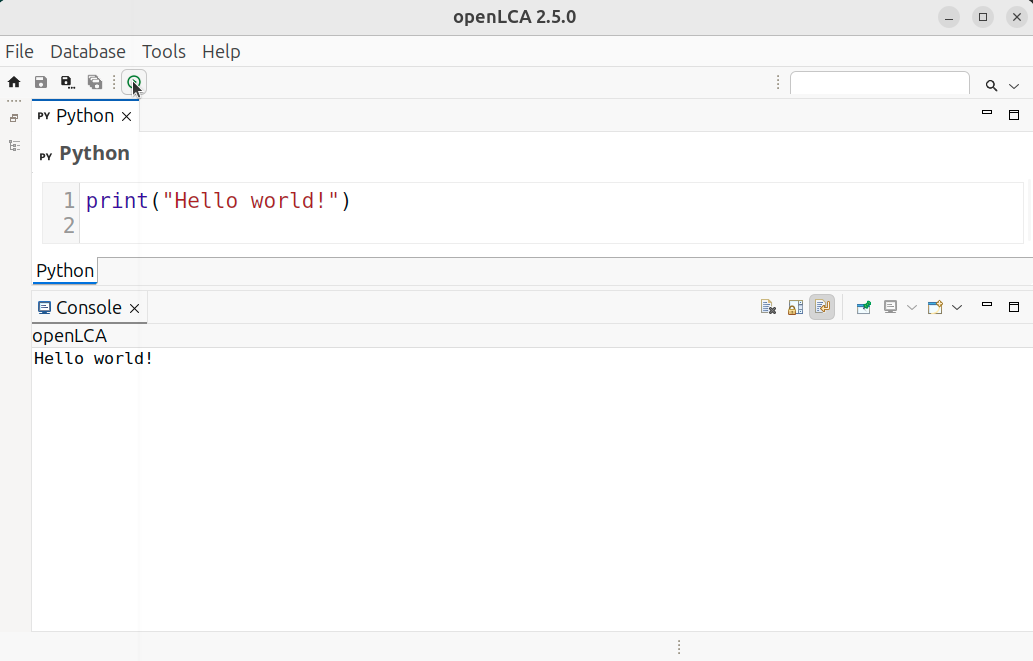 openLCA 2.5.0
File Database Tools Help
PY Python
PY Python
1 print("Hello world!")
2
Python
Console
openLCA
Hello world!